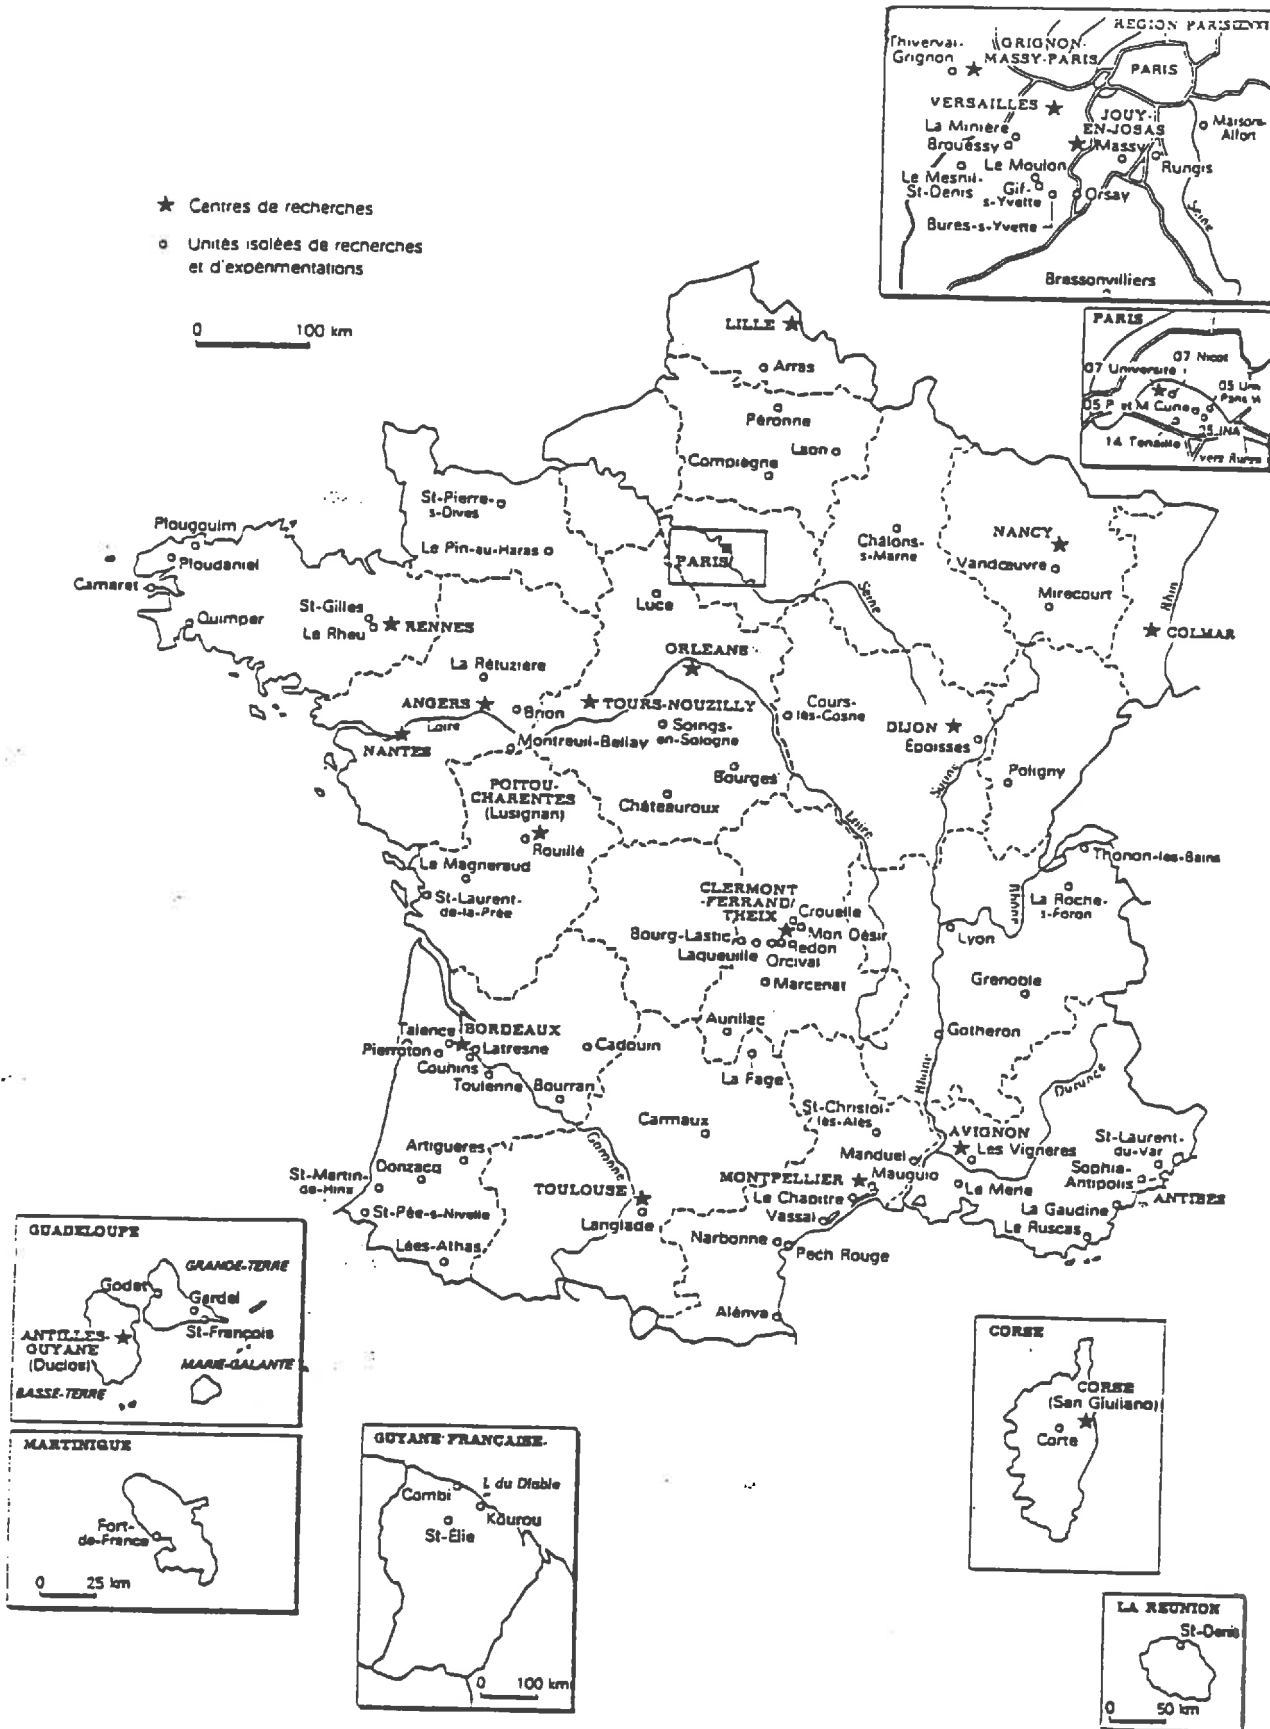 ★ Centres de recherches
o Unités isolées de recherches
et d'expérimentations
0 100 km
REGION PARISIENNE
Thiverval-
Grignon
GRIGNON-
MASSY-PARIS
PARIS
VERSAILLES
JOUY-
EN-JOSAS
Maisons-
Alfort
La Minière
Brouëssy
Massy
Rungis
Le Moulon
Le Mesnil-
St-Denis
Gif-
s-Yvette
Orsay
Bures-s-Yvette
Seine
Brassonvilliers
PARIS
07 Nicot
07 Université
05 P et M Curie
05 INA
vers Rungis
LILLE
Arras
Péronne
Laon
Compiègne
St-Pierre-
s-Dives
Le Pin-au-Haras
Châlons-
s-Marne
NANCY
Vandœuvre
Mirecourt
Rhin
COLMAR
PARIS
Seine
Luce
Plougouim
Ploudaniel
Camaret
Quimper
St-Gilles
Le Rheu
RENNES
La Rétuzière
ORLEANS
ANGERS
Loire
Brion
TOURS-NOUZILLY
Soings-
en-Sologne
Cours-
les-Cosne
DIJON
Époisses
NANTES
Montreuil-Bellay
Bourges
Poligny
Saône
POITOU-
CHARENTES
(Lusignan)
Châteauroux
Rouillé
Loire
Le Magneraud
St-Laurent-
de-la-Prée
Thonon-les-Bains
La Roche-
s-Foron
Rhône
CLERMONT
-FERRAND/
THEIX
Crouelle
Mon Désir
Redon
Bourg-Lastic
Laqueuille
Orcival
Lyon
Marcenat
Grenoble
Aurillac
Talence
BORDEAUX
Pierroton
Latresne
Couhins
Toulenne
Cadouin
La Fage
Gotheron
Rhône
Durance
Bourran
Carmaux
St-Christol
lès-Alès
Garonne
AVIGNON
Les Vignères
Manduel
St-Laurent-
du-Var
Sophia-
Antipolis
ANTIBES
Artiguères
Donzacq
St-Martin-
de-Hinx
St-Pée-s-Nivelle
Lées-Athas
TOULOUSE
Langlade
MONTPELLIER
Mauguio
Le Chapitre
Vassal
Le Merle
La Gaudine
Le Ruscas
Narbonne
Pech Rouge
Alénya
GUADELOUPE
GRANDE-TERRE
Godet
Gardel
St-François
ANTILLES-
GUYANE
(Duclos)
MARIE-GALANTE
BASSE-TERRE
MARTINIQUE
Fort-
de-France
0 25 km
GUYANE FRANÇAISE
I. du Diable
Combi
Kourou
St-Élie
0 100 km
CORSE
CORSE
(San Giuliano)
Corte
LA REUNION
St-Denis
0 50 km